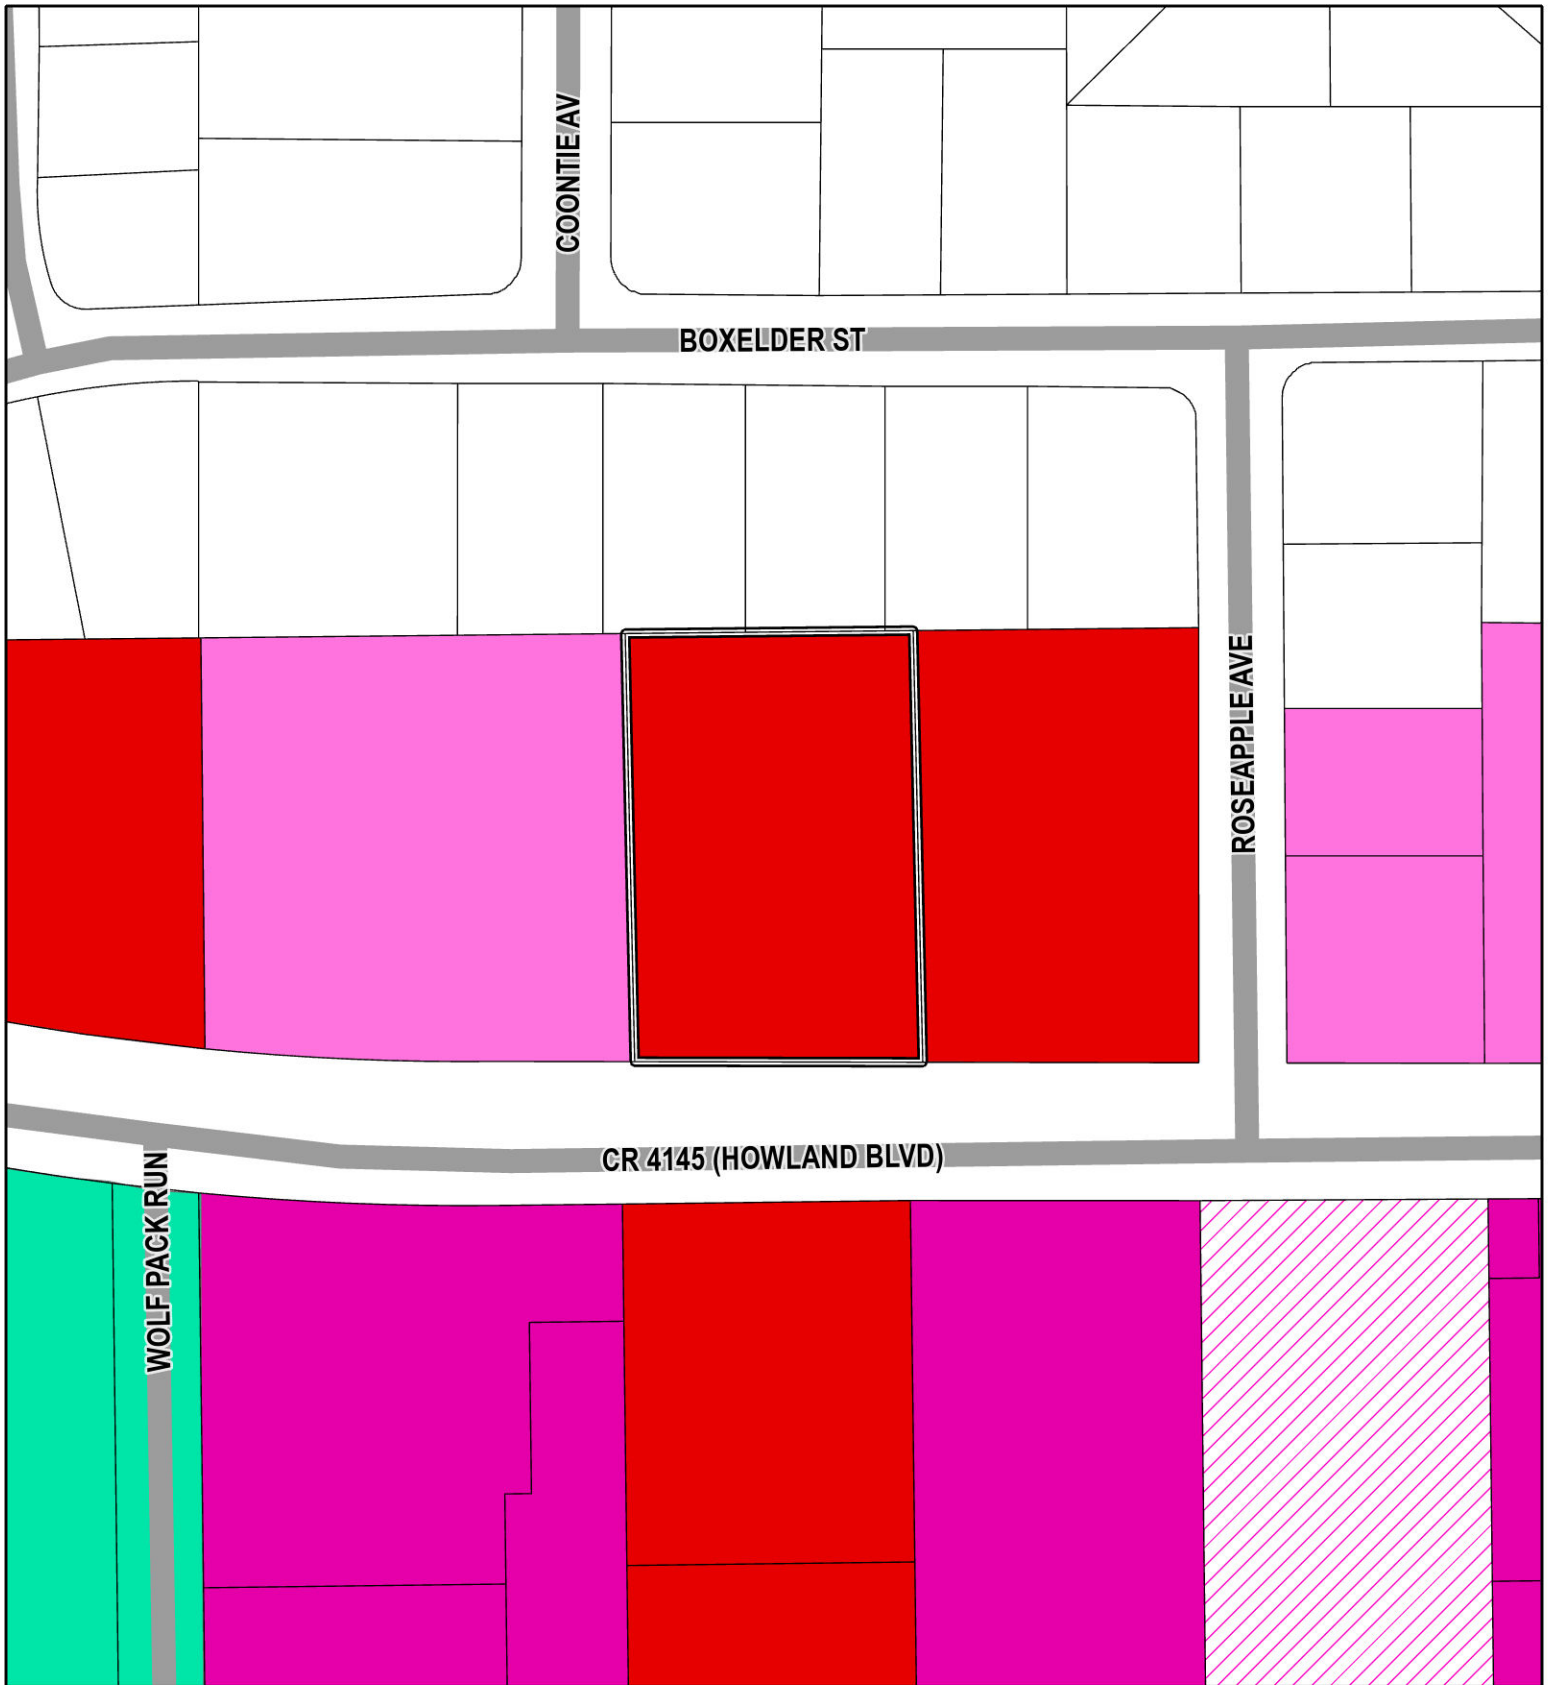 COONTIE AV
BOXELDER ST
ROSEAPPLE AVE
CR 4145 (HOWLAND BLVD)
WOLF PACK RUN